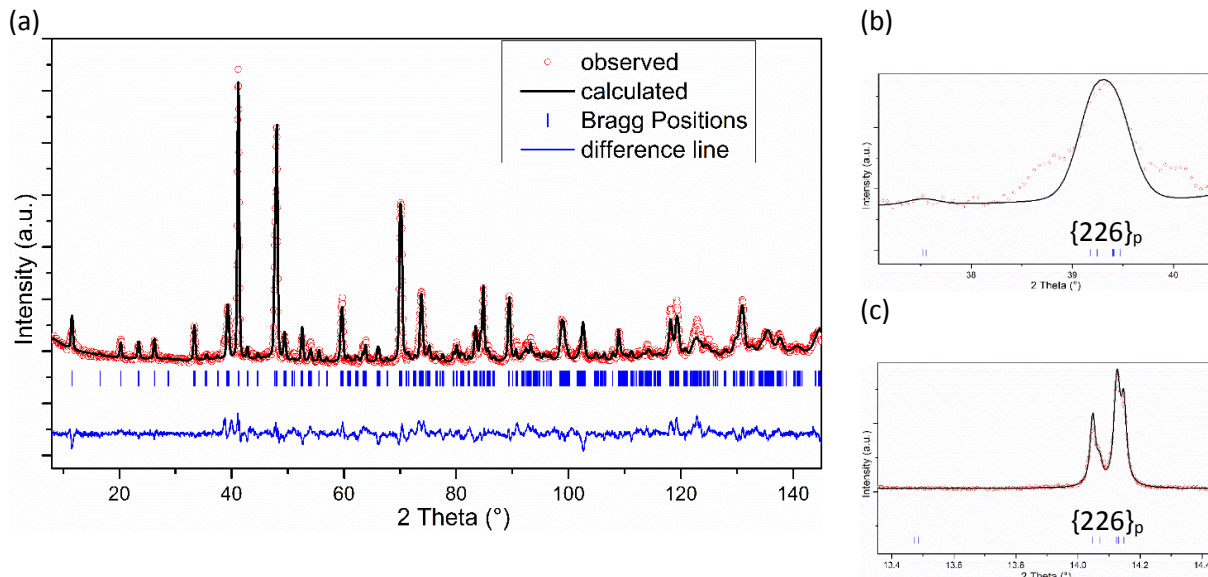 (a)
observed
calculated
Bragg Positions
difference line
Intensity (a.u.)
20 40 60 80 100 120 140
2 Theta (°)
(b)
Intensity (a.u.)
{226}p
38 39 40
2 Theta (°)
(c)
Intensity (a.u.)
{226}p
13.4 13.6 13.8 14.0 14.2 14.4
2 Theta (°)